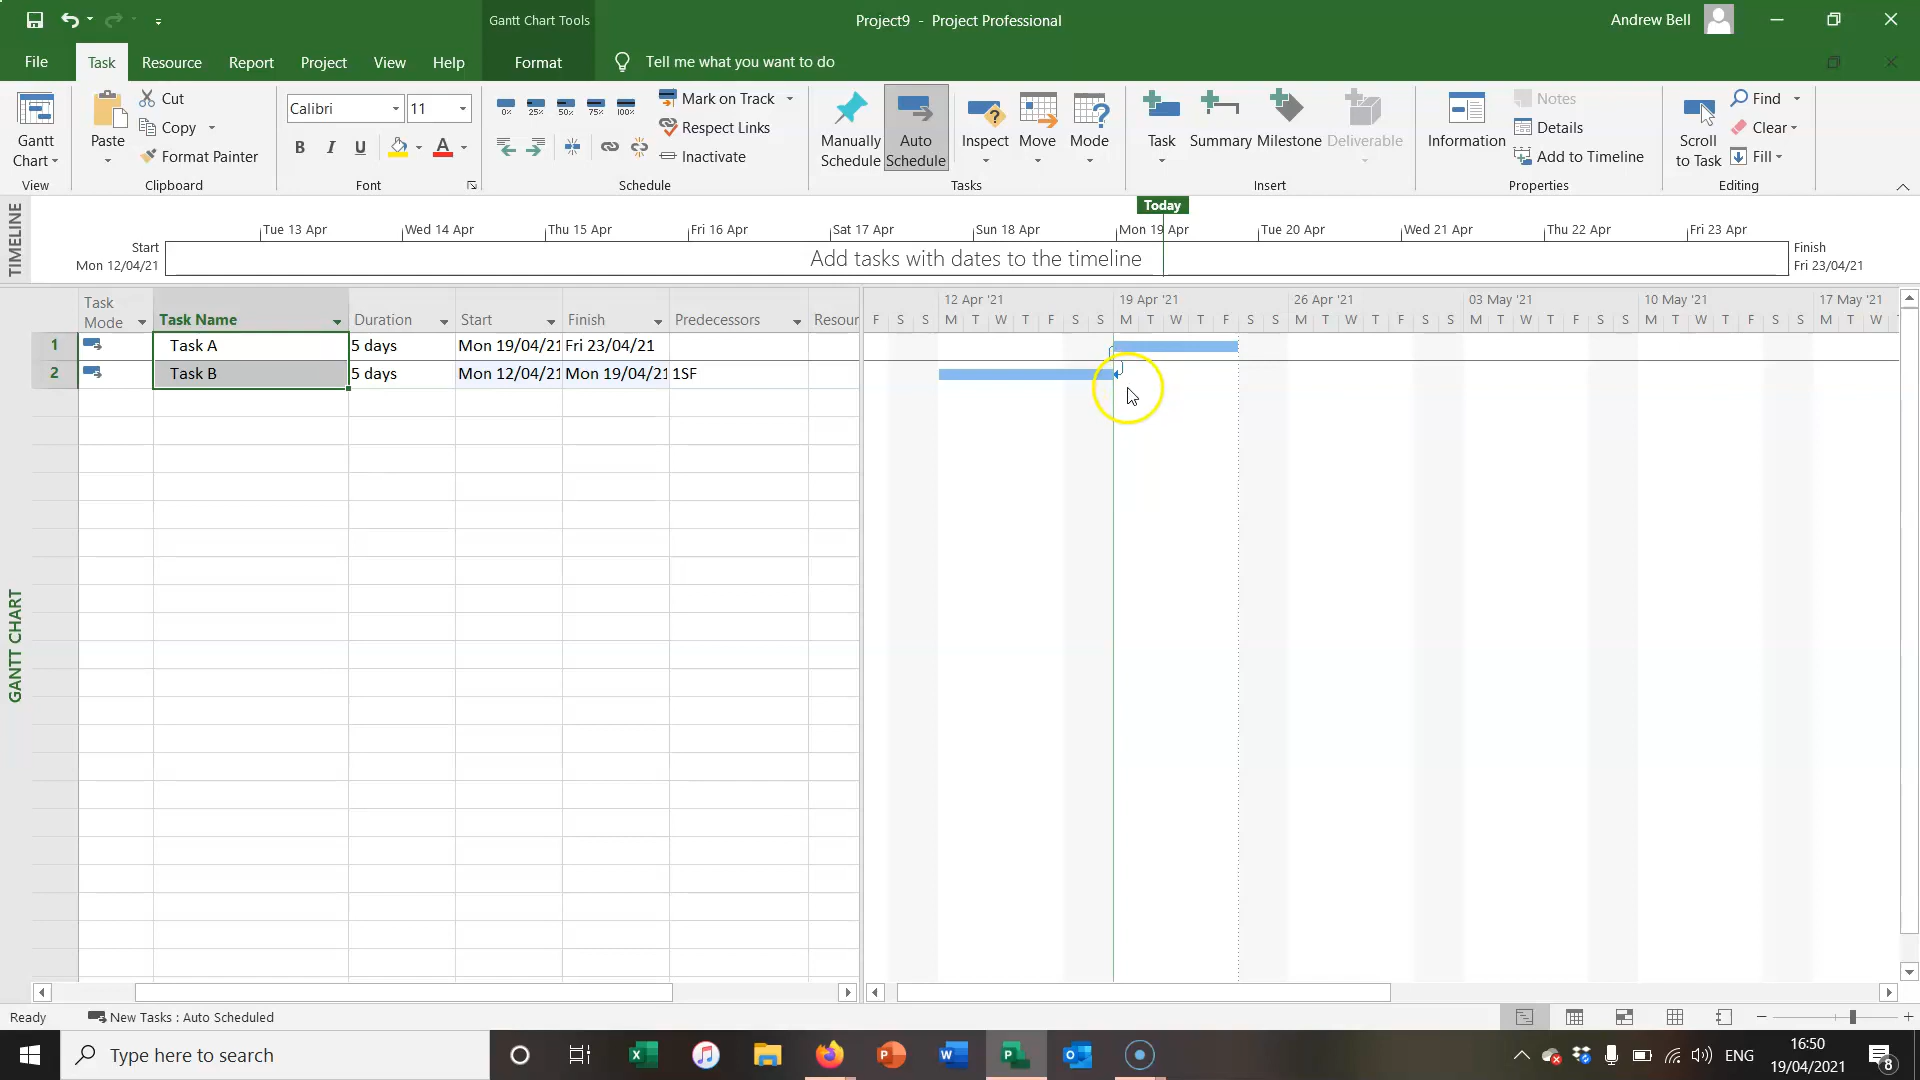 Gantt Chart Tools
Project9 - Project Professional
Andrew Bell
File Task Resource Report Project View Help Format Tell me what you want to do
Gantt Chart
View
Paste
Cut
Copy
Format Painter
Clipboard
Calibri 11
B I U A
Font
0% 25% 50% 75% 100%
Mark on Track
Respect Links
Inactivate
Schedule
Manually Schedule
Auto Schedule
Inspect
Move
Mode
Tasks
Task
Summary
Milestone
Deliverable
Insert
Information
Notes
Details
Add to Timeline
Properties
Scroll to Task
Find
Clear
Fill
Editing
TIMELINE
Today
Tue 13 Apr Wed 14 Apr Thu 15 Apr Fri 16 Apr Sat 17 Apr Sun 18 Apr Mon 19 Apr Tue 20 Apr Wed 21 Apr Thu 22 Apr Fri 23 Apr
Start
Mon 12/04/21
Add tasks with dates to the timeline
Finish
Fri 23/04/21
Task Mode Task Name Duration Start Finish Predecessors Resour
1 Task A 5 days Mon 19/04/21 Fri 23/04/21
2 Task B 5 days Mon 12/04/21 Mon 19/04/21 1SF
12 Apr '21 19 Apr '21 26 Apr '21 03 May '21 10 May '21 17 May '21
F S S M T W T F S S M T W T F S S M T W T F S S M T W T F S S M T W T F S S M T W
GANTT CHART
Ready New Tasks : Auto Scheduled
Type here to search
ENG
16:50
19/04/2021
8